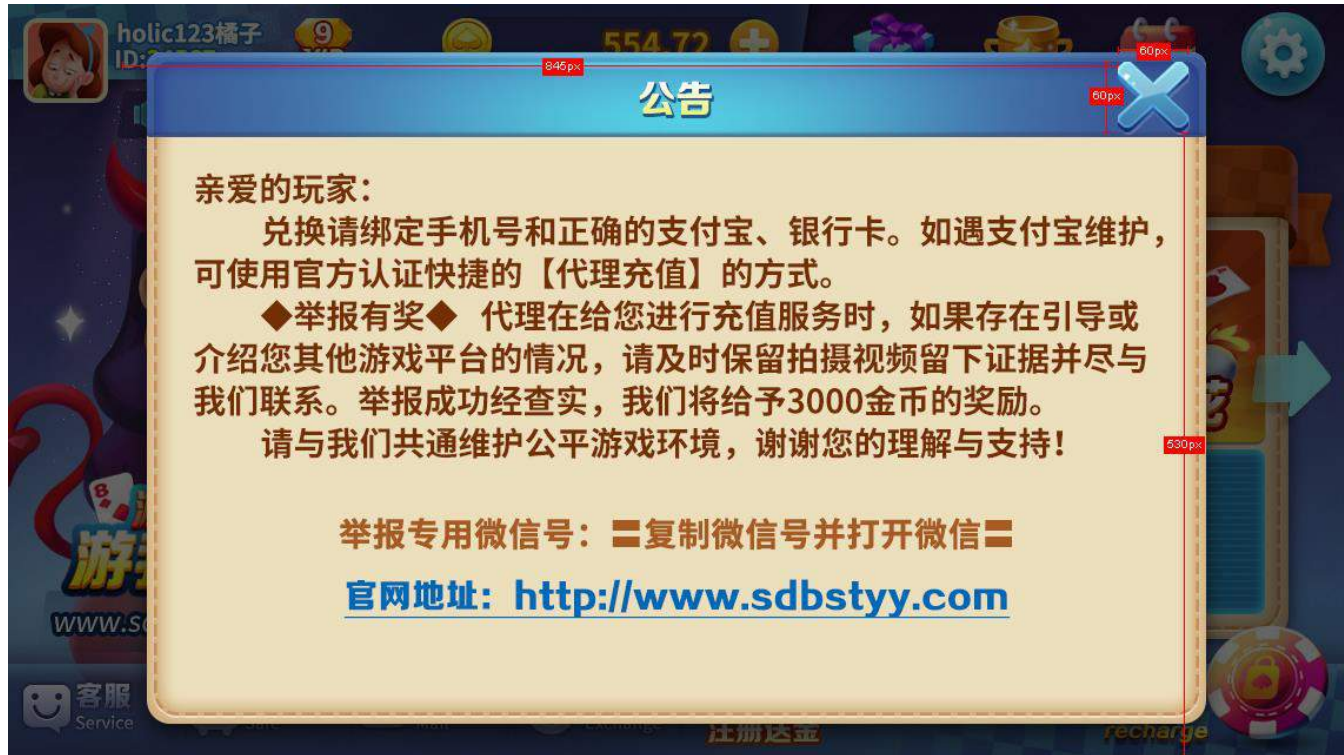 holic123橘子
9
ID:
554.72
845px
60px
60px
公告
亲爱的玩家：
兑换请绑定手机号和正确的支付宝、银行卡。如遇支付宝维护，
可使用官方认证快捷的【代理充值】的方式。
◆举报有奖◆ 代理在给您进行充值服务时，如果存在引导或
介绍您其他游戏平台的情况，请及时保留拍摄视频留下证据并尽与
我们联系。举报成功经查实，我们将给予3000金币的奖励。
请与我们共通维护公平游戏环境，谢谢您的理解与支持！
530px
举报专用微信号：〓复制微信号并打开微信〓
官网地址：http://www.sdbstyy.com
8
游
www.s
客服
Service
Exchange
注册送金
recharge